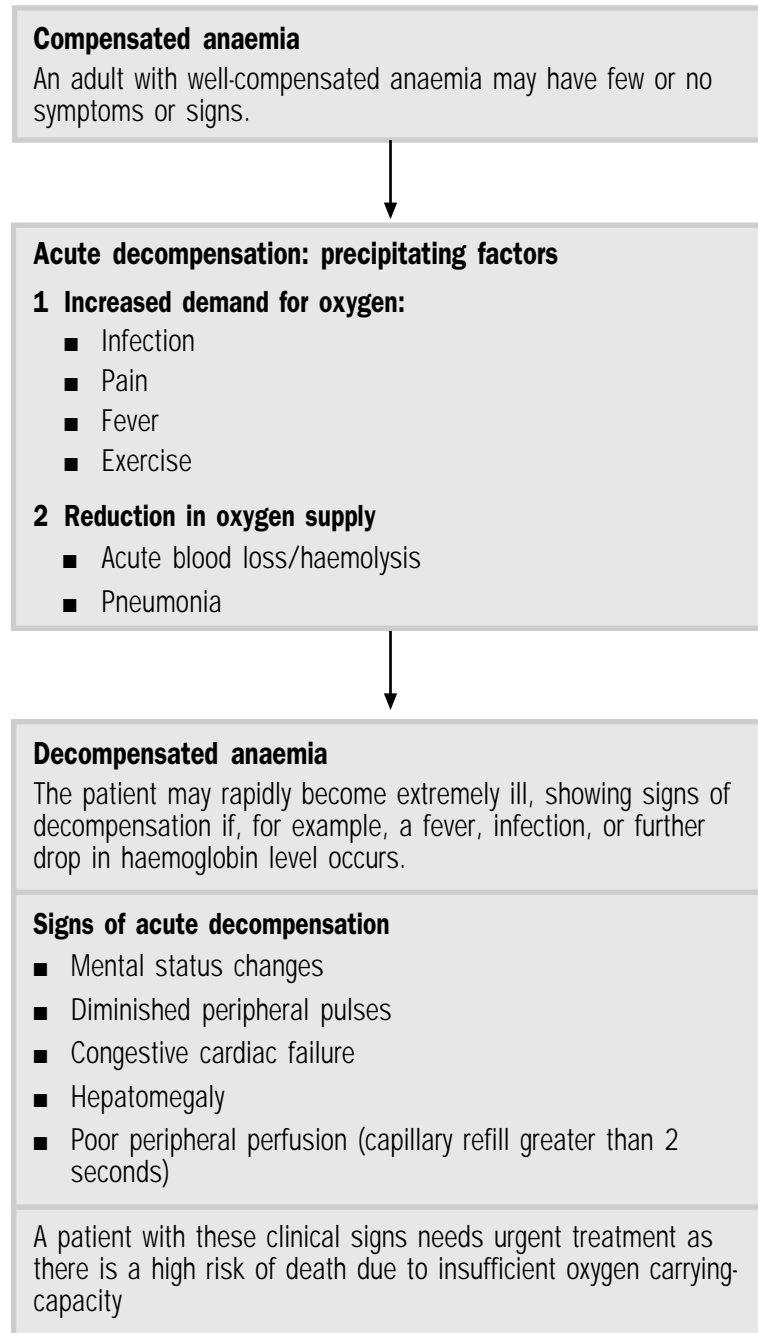 Compensated anaemia
An adult with well-compensated anaemia may have few or no
symptoms or signs.
Acute decompensation: precipitating factors
1 Increased demand for oxygen:
■ Infection
■ Pain
■ Fever
■ Exercise
2 Reduction in oxygen supply
■ Acute blood loss/haemolysis
■ Pneumonia
Decompensated anaemia
The patient may rapidly become extremely ill, showing signs of
decompensation if, for example, a fever, infection, or further
drop in haemoglobin level occurs.
Signs of acute decompensation
■ Mental status changes
■ Diminished peripheral pulses
■ Congestive cardiac failure
■ Hepatomegaly
■ Poor peripheral perfusion (capillary refill greater than 2
seconds)
A patient with these clinical signs needs urgent treatment as
there is a high risk of death due to insufficient oxygen carrying-
capacity